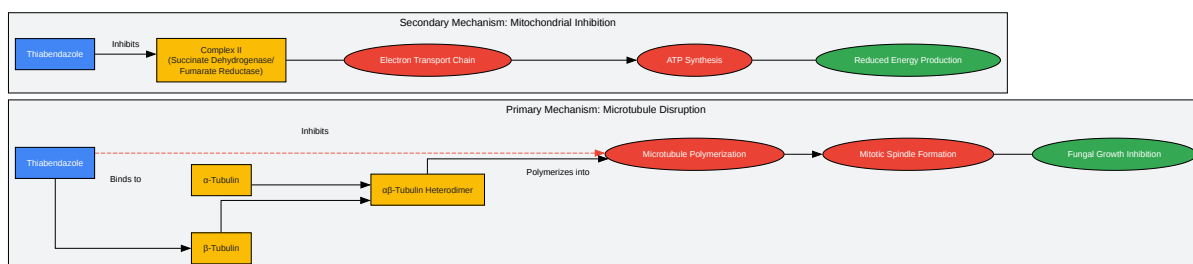 Secondary Mechanism: Mitochondrial Inhibition
Thiabendazole
Inhibits
Complex II
(Succinate Dehydrogenase/
Fumarate Reductase)
Electron Transport Chain
ATP Synthesis
Reduced Energy Production
Primary Mechanism: Microtubule Disruption
Inhibits
Thiabendazole
Microtubule Polymerization
Mitotic Spindle Formation
Fungal Growth Inhibition
Binds to
α-Tubulin
Polymerizes into
αβ-Tubulin Heterodimer
β-Tubulin